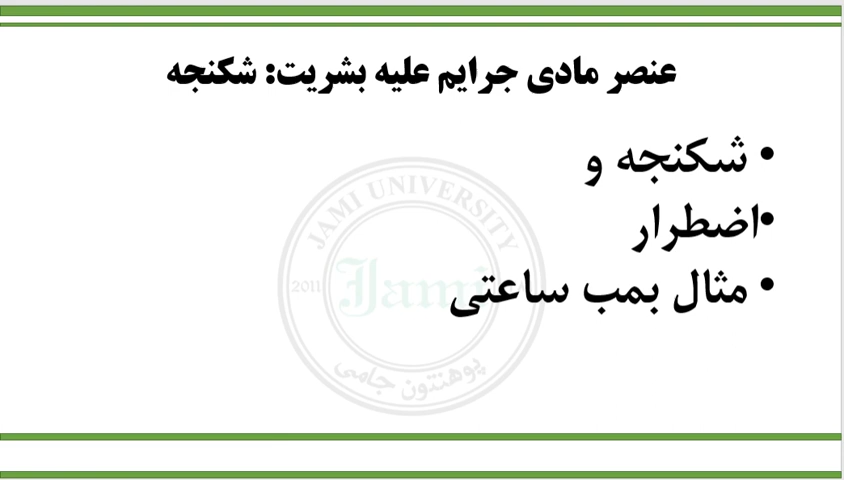 عنصر مادی جرایم علیه بشریت: شکنجه
• شکنجه و
•اضطرار
• مثال بمب ساعتی
JAMI UNIVERSITY
2011
Jami
پوهنتون جامی